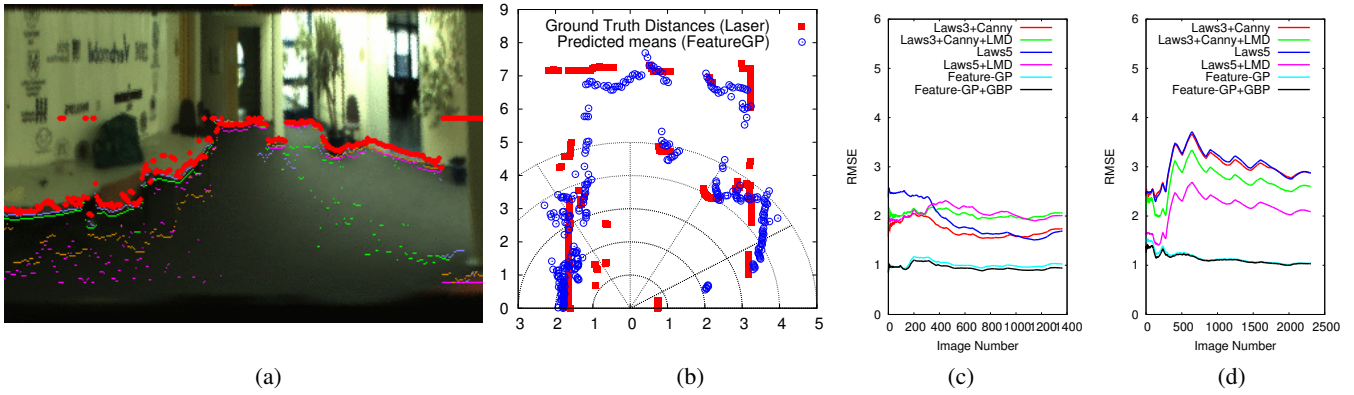 9
8
7
6
5
4
3
2
1
0
3 2 1 0 1 2 3 4 5
Ground Truth Distances (Laser)
Predicted means (FeatureGP)
6
5
4
3
2
1
0
0 200 400 600 800 1000 1200 1400
RMSE
Image Number
Laws3+Canny
Laws3+Canny+LMD
Laws5
Laws5+LMD
Feature-GP
Feature-GP+GBP
6
5
4
3
2
1
0
0 500 1000 1500 2000 2500
RMSE
Image Number
Laws3+Canny
Laws3+Canny+LMD
Laws5
Laws5+LMD
Feature-GP
Feature-GP+GBP
(a) (b) (c) (d)